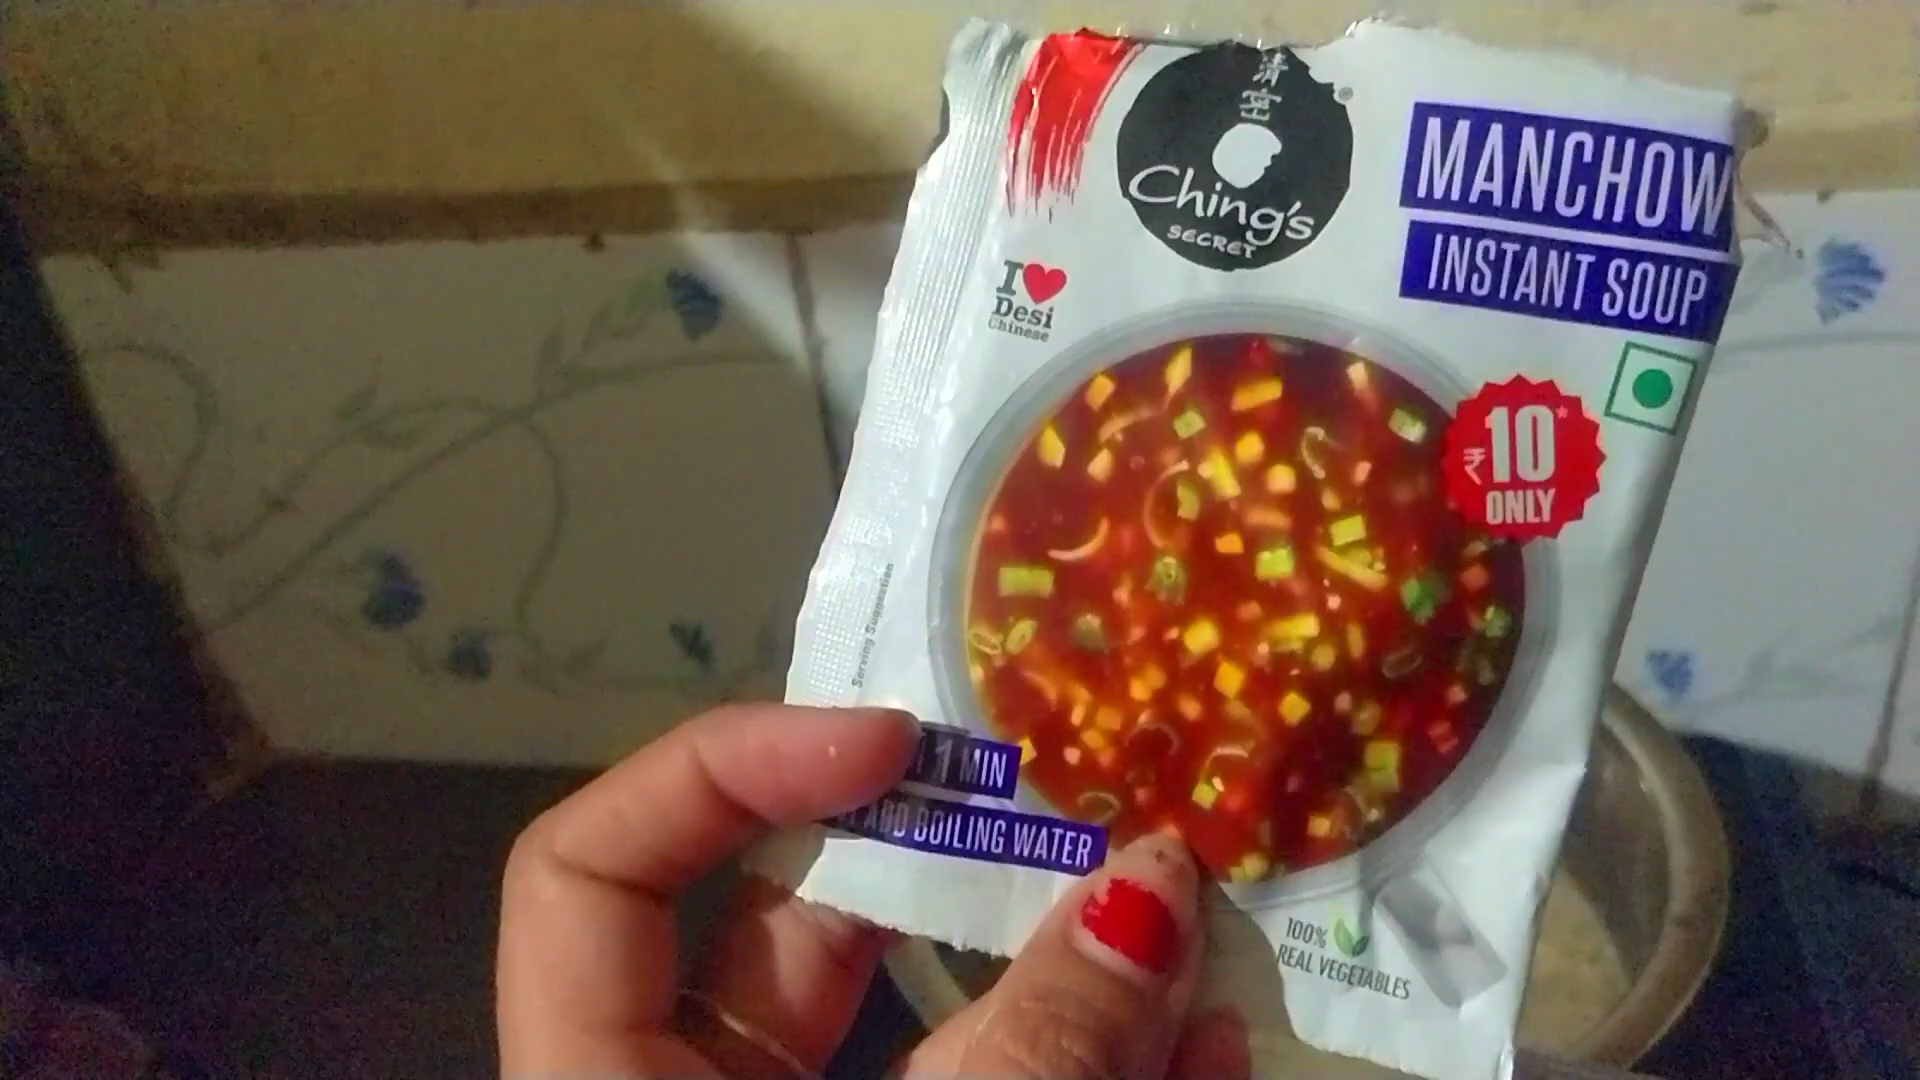 清
Ching's
SECRET
®
MANCHOW
INSTANT SOUP
I ❤
Desi
Chinese
₹10*
ONLY
Serving Suggestion
1 MIN
ADD BOILING WATER
100%
REAL VEGETABLES